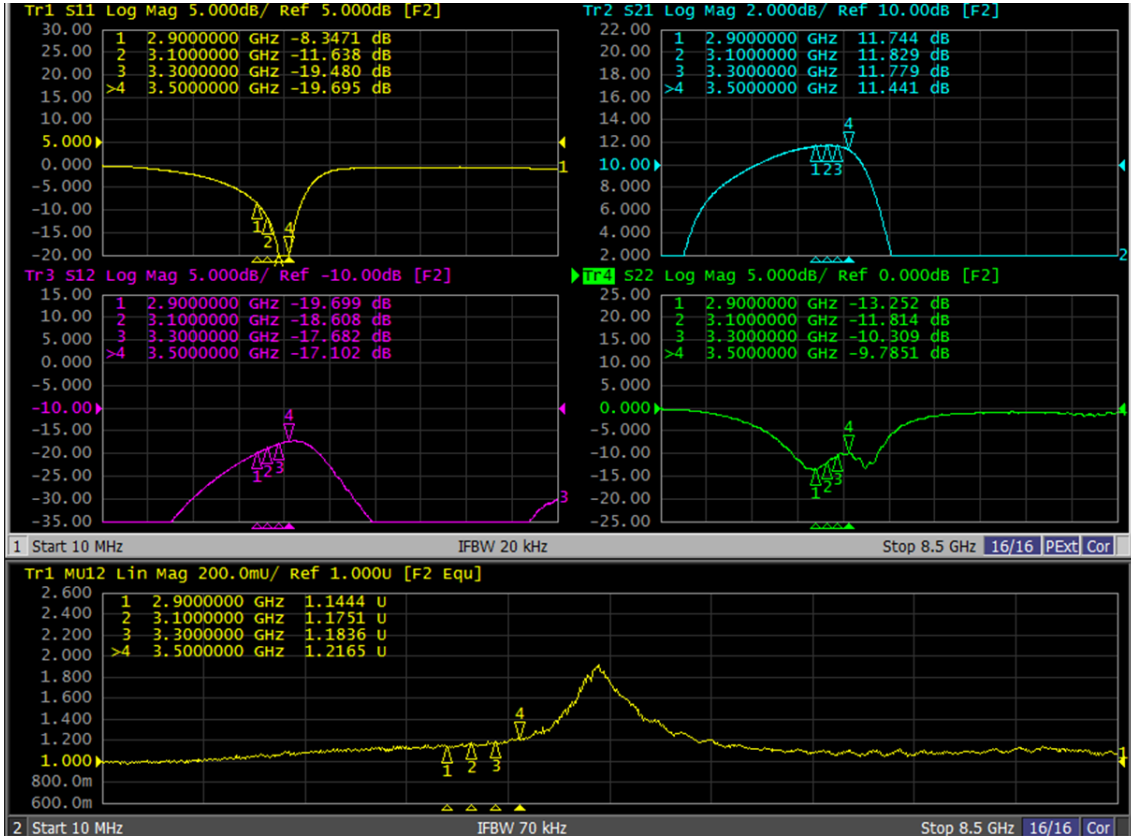 Tr1 S11 Log Mag 5.000dB/ Ref 5.000dB [F2]
30.00
25.00
20.00
15.00
10.00
5.000
0.000
-5.000
-10.00
-15.00
-20.00
1 2.9000000 GHz -8.3471 dB
2 3.1000000 GHz -11.638 dB
3 3.3000000 GHz -19.480 dB
>4 3.5000000 GHz -19.695 dB
1
2
4
1
Tr2 S21 Log Mag 2.000dB/ Ref 10.00dB [F2]
22.00
20.00
18.00
16.00
14.00
12.00
10.00
8.000
6.000
4.000
2.000
1 2.9000000 GHz 11.744 dB
2 3.1000000 GHz 11.829 dB
3 3.3000000 GHz 11.779 dB
>4 3.5000000 GHz 11.441 dB
4
123
2
Tr3 S12 Log Mag 5.000dB/ Ref -10.00dB [F2]
15.00
10.00
5.000
0.000
-5.000
-10.00
-15.00
-20.00
-25.00
-30.00
-35.00
1 2.9000000 GHz -19.699 dB
2 3.1000000 GHz -18.608 dB
3 3.3000000 GHz -17.682 dB
>4 3.5000000 GHz -17.102 dB
4
123
3
Tr4 S22 Log Mag 5.000dB/ Ref 0.000dB [F2]
25.00
20.00
15.00
10.00
5.000
0.000
-5.000
-10.00
-15.00
-20.00
-25.00
1 2.9000000 GHz -13.252 dB
2 3.1000000 GHz -11.814 dB
3 3.3000000 GHz -10.309 dB
>4 3.5000000 GHz -9.7851 dB
4
123
1 Start 10 MHz IFBW 20 kHz Stop 8.5 GHz 16/16 PExt Cor
Tr1 MU12 Lin Mag 200.0mU/ Ref 1.000U [F2 Equ]
2.600
2.400
2.200
2.000
1.800
1.600
1.400
1.200
1.000
800.0m
600.0m
1 2.9000000 GHz 1.1444 U
2 3.1000000 GHz 1.1751 U
3 3.3000000 GHz 1.1836 U
>4 3.5000000 GHz 1.2165 U
4
1 2 3
1
2 Start 10 MHz IFBW 70 kHz Stop 8.5 GHz 16/16 Cor